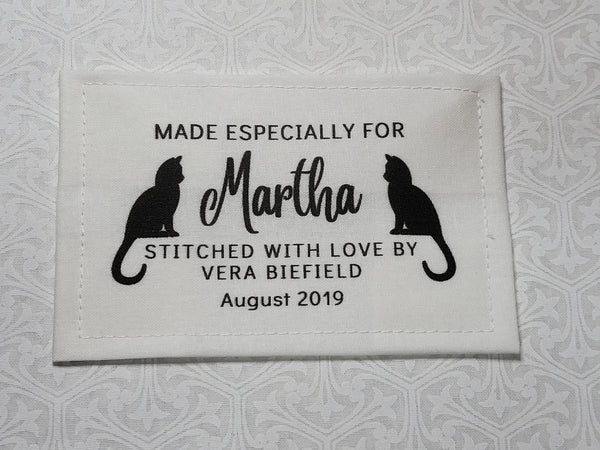 MADE ESPECIALLY FOR
Martha
STITCHED WITH LOVE BY
VERA BIEFIELD
August 2019